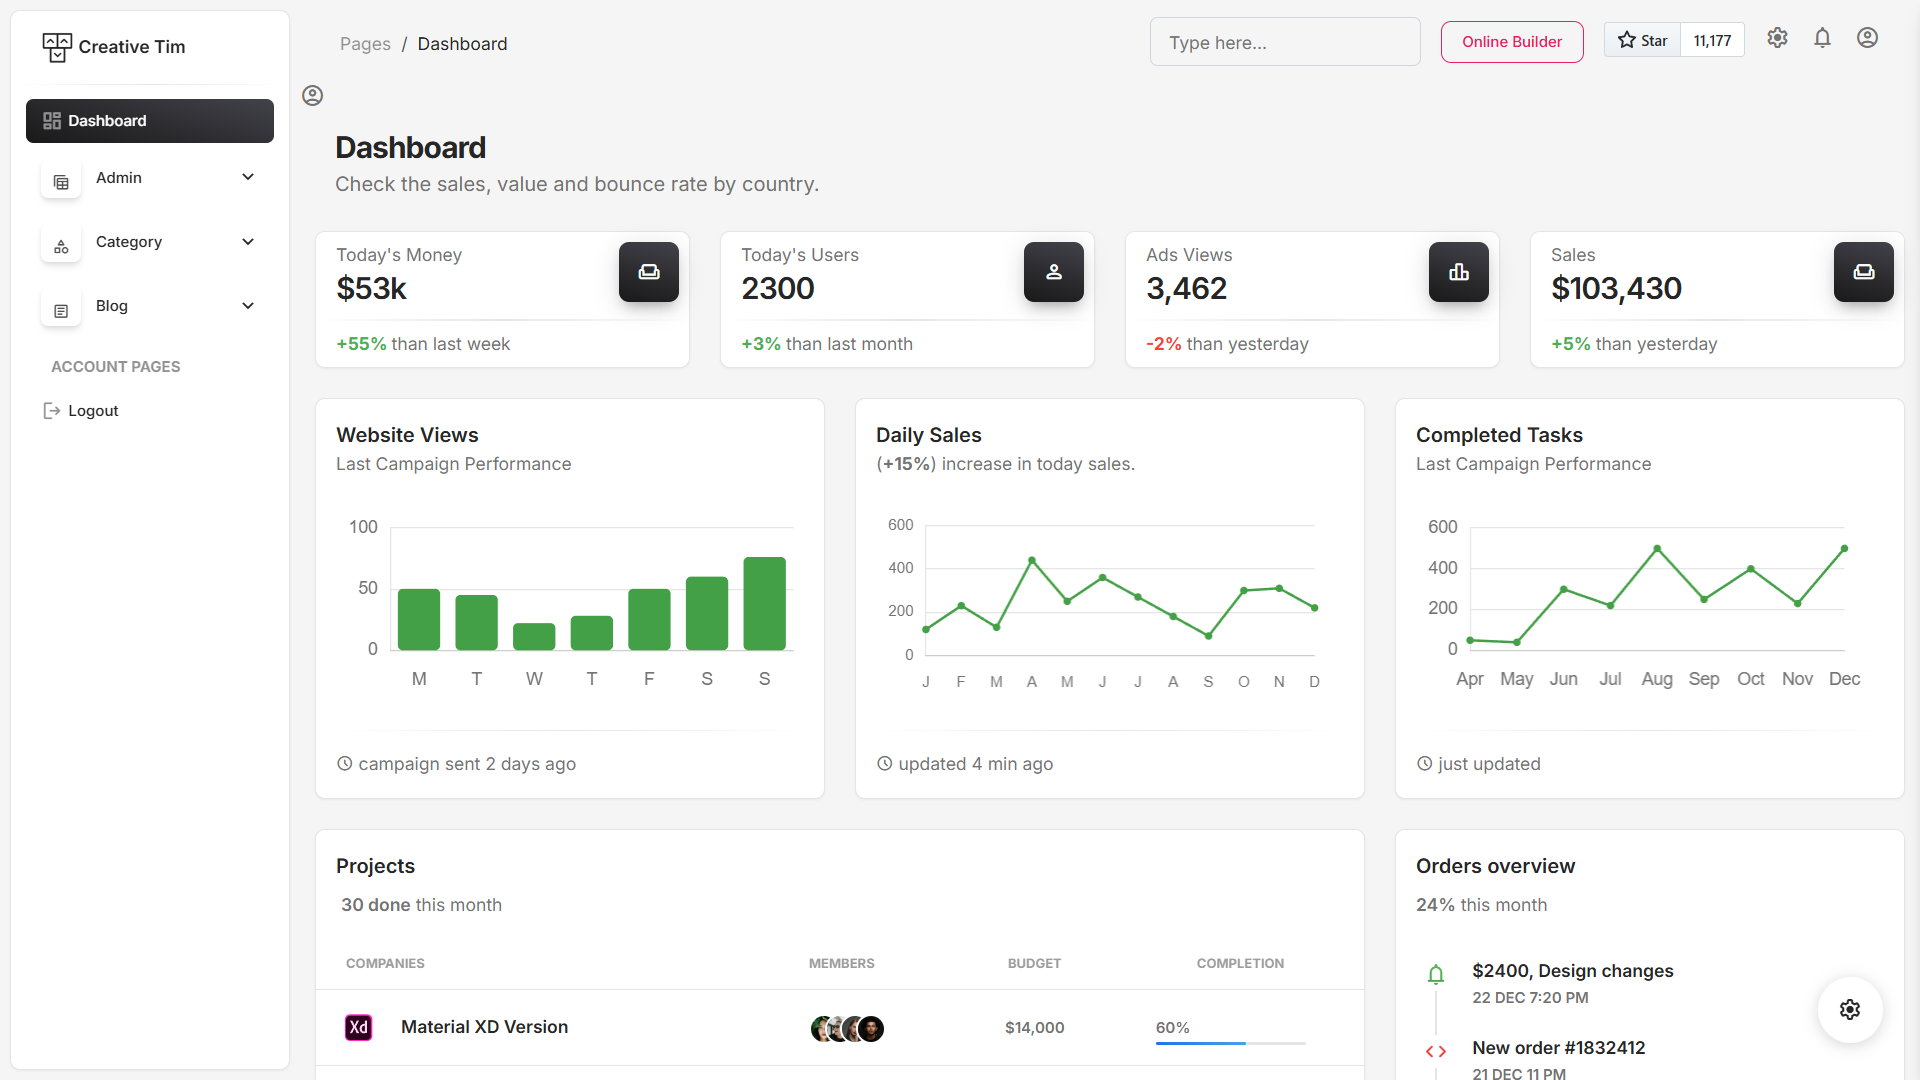 Creative Tim
Dashboard
Admin
Category
Blog
ACCOUNT PAGES
Logout
Pages / Dashboard
Type here...
Online Builder
Star
11,177
Dashboard
Check the sales, value and bounce rate by country.
Today's Money
$53k
+55% than last week
Today's Users
2300
+3% than last month
Ads Views
3,462
-2% than yesterday
Sales
$103,430
+5% than yesterday
Website Views
Last Campaign Performance
100
50
0
M T W T F S S
campaign sent 2 days ago
Daily Sales
(+15%) increase in today sales.
600
400
200
0
J F M A M J J A S O N D
updated 4 min ago
Completed Tasks
Last Campaign Performance
600
400
200
0
Apr May Jun Jul Aug Sep Oct Nov Dec
just updated
Projects
30 done this month
COMPANIES MEMBERS BUDGET COMPLETION
Xd Material XD Version $14,000 60%
Orders overview
24% this month
$2400, Design changes
22 DEC 7:20 PM
New order #1832412
21 DEC 11 PM